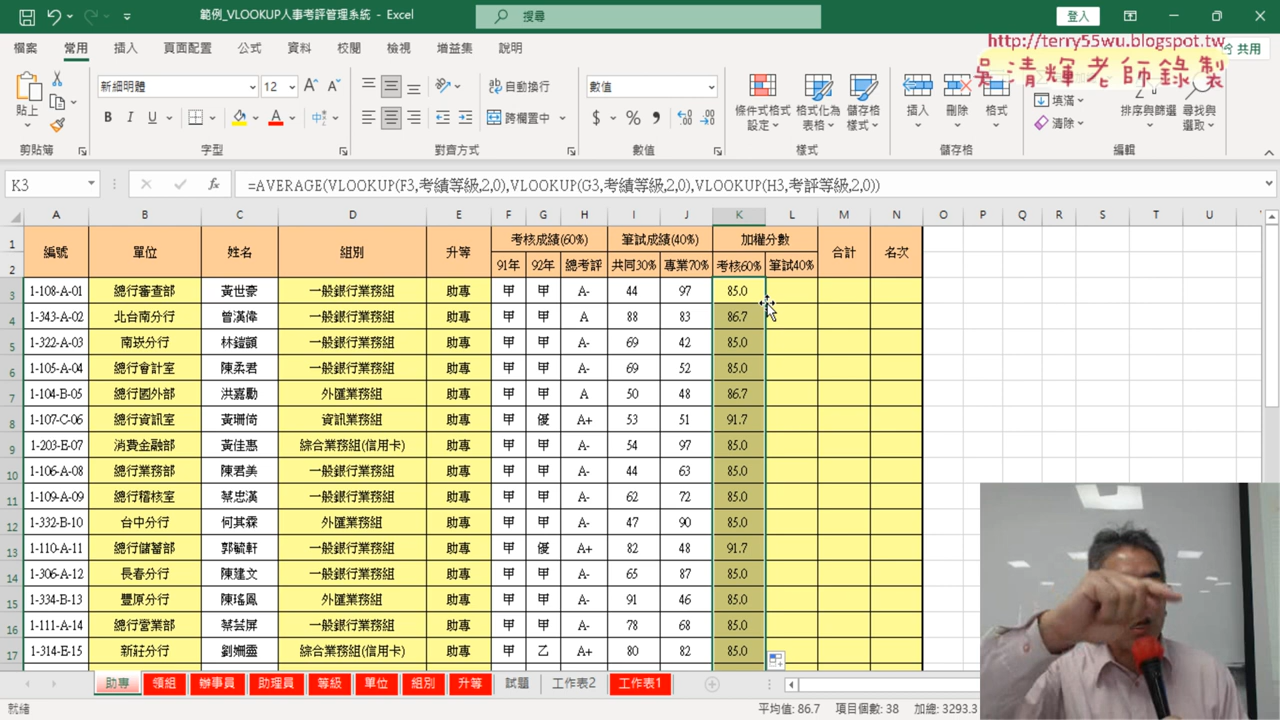 範例_VLOOKUP人事考評管理系統 - Excel
搜尋
登入
http://terry55wu.blogspot.tw
吳清輝老師錄製
檔案 常用 插入 頁面配置 公式 資料 校閱 檢視 增益集 說明
共用
貼上 新細明體 12 自動換行 數值 條件式格式設定 格式化為表格 儲存格樣式 插入 刪除 格式 填滿 排序與篩選 尋找與選取
B I U 跨欄置中 $ % 清除
剪貼簿 字型 對齊方式 數值 樣式 儲存格 編輯
K3 =AVERAGE(VLOOKUP(F3,考績等級,2,0),VLOOKUP(G3,考績等級,2,0),VLOOKUP(H3,考評等級,2,0))
A B C D E F G H I J K L M N O P Q R S T U
1 編號 單位 姓名 組別 升等 考核成績(60%) 筆試成績(40%) 加權分數 合計 名次
2 91年 92年 總考評 共同30% 專業70% 考核60% 筆試40%
3 1-108-A-01 總行審查部 黃世豪 一般銀行業務組 助專 甲 甲 A- 44 97 85.0
4 1-343-A-02 北台南分行 曾漢偉 一般銀行業務組 助專 甲 甲 A 88 83 86.7
5 1-322-A-03 南崁分行 林鎧顗 一般銀行業務組 助專 甲 甲 A- 69 42 85.0
6 1-105-A-04 總行會計室 陳柔君 一般銀行業務組 助專 甲 甲 A- 69 52 85.0
7 1-104-B-05 總行國外部 洪嘉勵 外匯業務組 助專 甲 甲 A 50 48 86.7
8 1-107-C-06 總行資訊室 黃珊倚 資訊業務組 助專 甲 優 A+ 53 51 91.7
9 1-203-E-07 消費金融部 黃佳惠 綜合業務組(信用卡) 助專 甲 甲 A- 54 97 85.0
10 1-106-A-08 總行業務部 陳君美 一般銀行業務組 助專 甲 甲 A- 44 63 85.0
11 1-109-A-09 總行稽核室 蔡忠漢 一般銀行業務組 助專 甲 甲 A- 62 72 85.0
12 1-332-B-10 台中分行 何其霖 外匯業務組 助專 甲 甲 A- 47 90 85.0
13 1-110-A-11 總行儲蓄部 郭毓軒 一般銀行業務組 助專 甲 優 A+ 82 48 91.7
14 1-306-A-12 長春分行 陳建文 一般銀行業務組 助專 甲 甲 A- 65 87 85.0
15 1-334-B-13 豐原分行 陳瑤鳳 外匯業務組 助專 甲 甲 A- 91 46 85.0
16 1-111-A-14 總行營業部 蔡芸屏 一般銀行業務組 助專 甲 甲 A- 78 68 85.0
17 1-314-E-15 新莊分行 劉姍靈 綜合業務組(信用卡) 助專 甲 乙 A+ 80 82 85.0
助專 領組 辦事員 助理員 等級 單位 組別 升等 試題 工作表2 工作表1
就緒 平均值: 86.7 項目個數: 38 加總: 3293.3